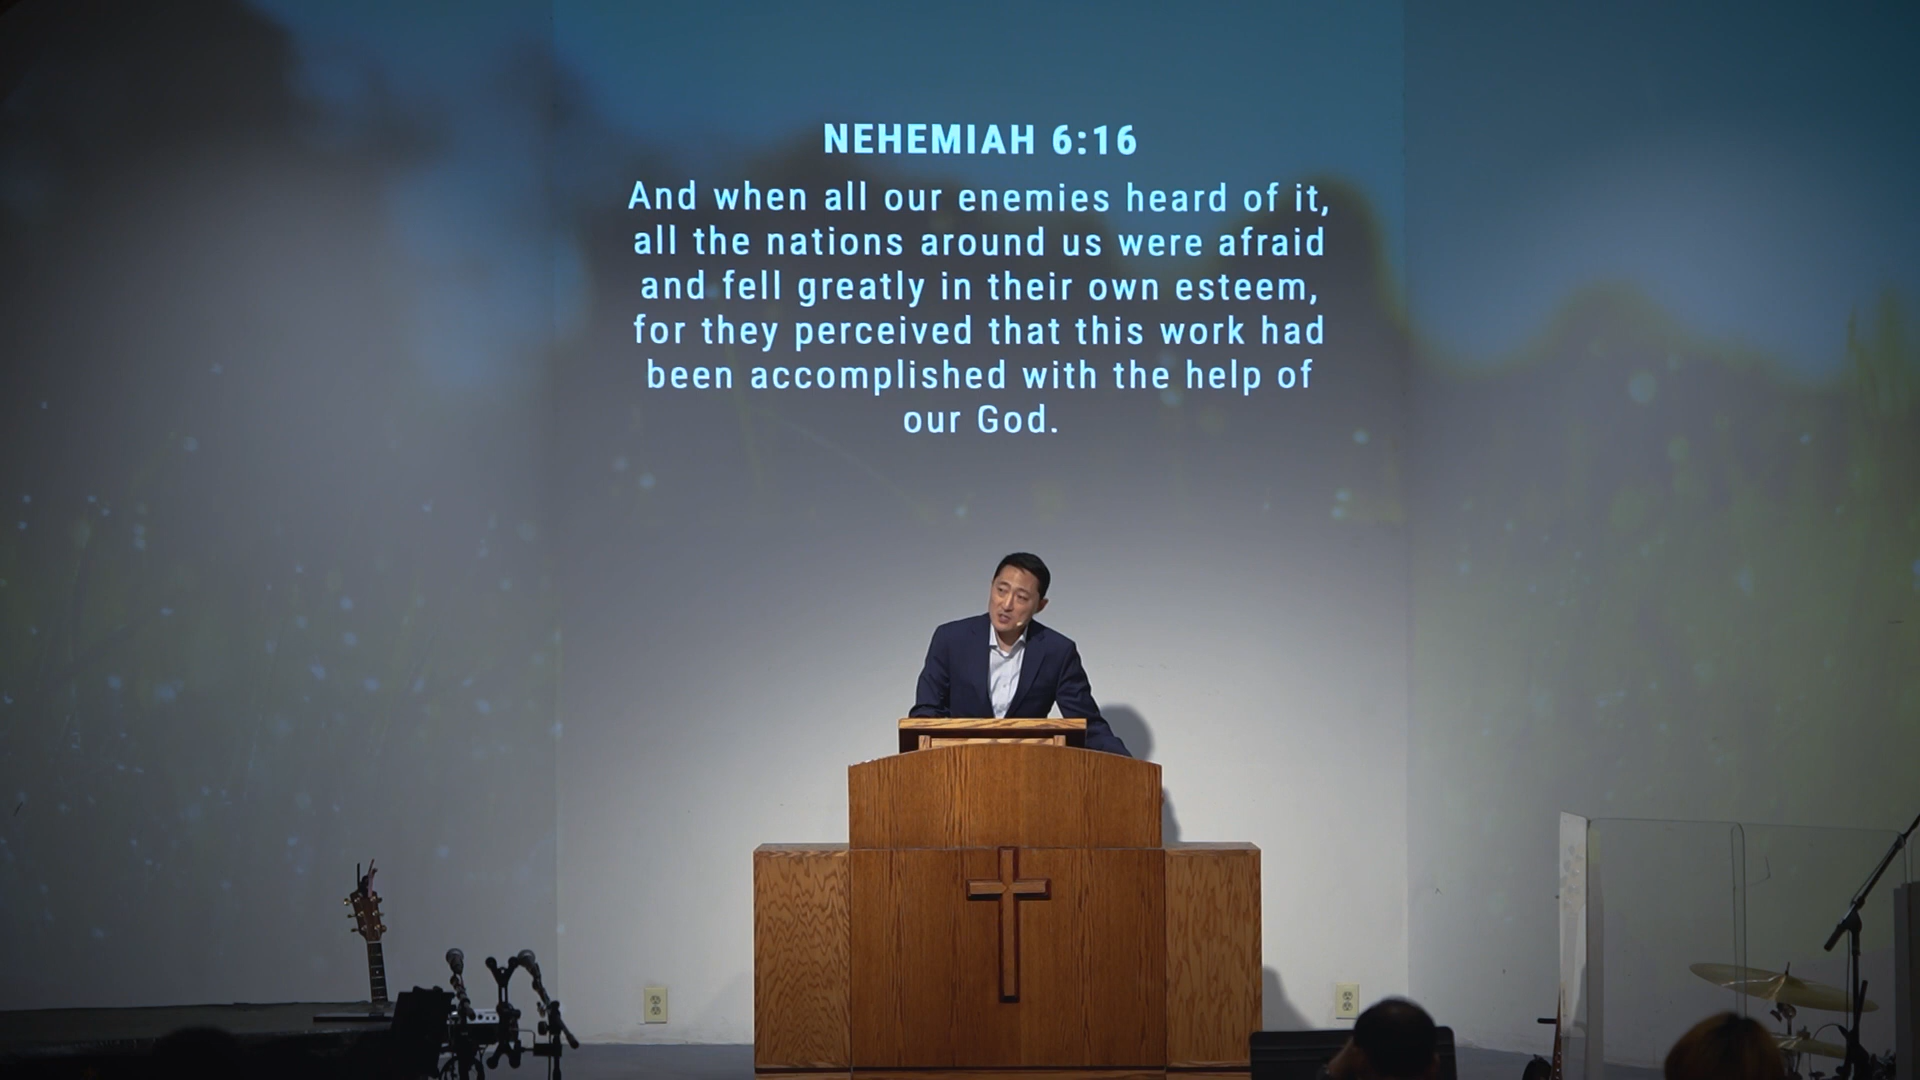 NEHEMIAH 6:16
And when all our enemies heard of it,
all the nations around us were afraid
and fell greatly in their own esteem,
for they perceived that this work had
been accomplished with the help of
our God.